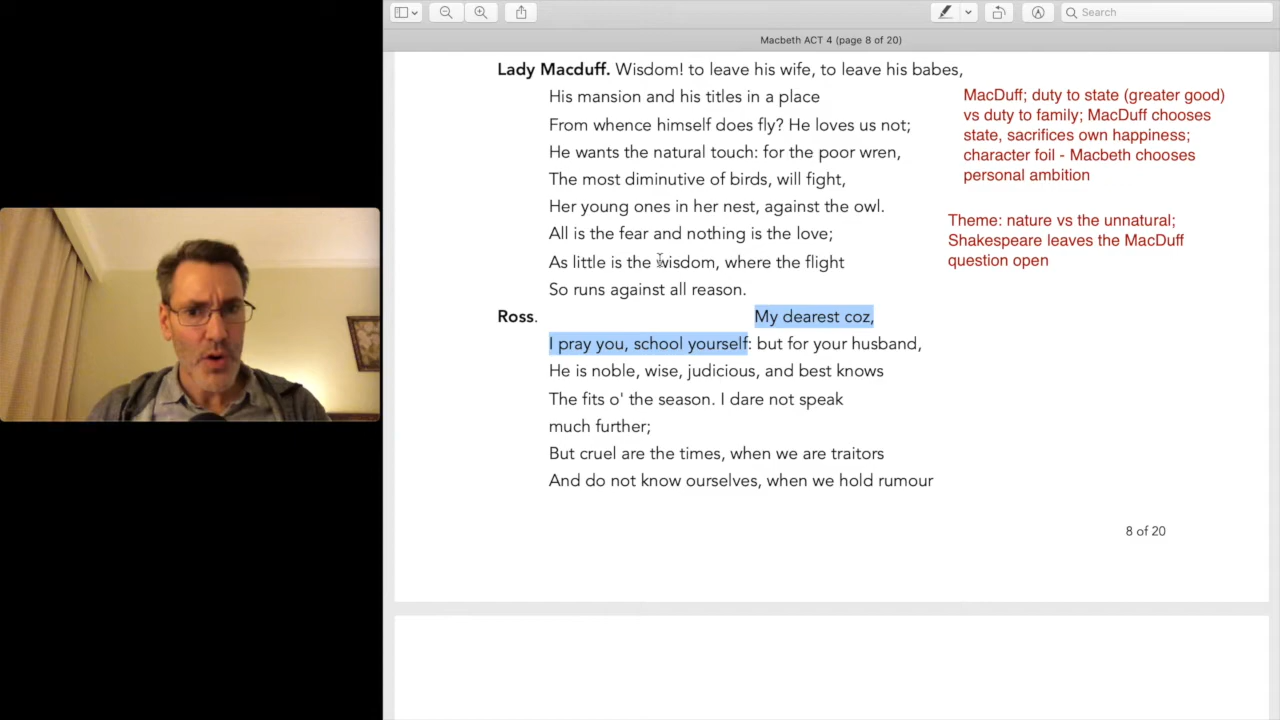 Search
Macbeth ACT 4 (page 8 of 20)
Lady Macduff. Wisdom! to leave his wife, to leave his babes,
His mansion and his titles in a place
From whence himself does fly? He loves us not;
He wants the natural touch: for the poor wren,
The most diminutive of birds, will fight,
Her young ones in her nest, against the owl.
All is the fear and nothing is the love;
As little is the wisdom, where the flight
So runs against all reason.
Ross. My dearest coz,
I pray you, school yourself: but for your husband,
He is noble, wise, judicious, and best knows
The fits o' the season. I dare not speak
much further;
But cruel are the times, when we are traitors
And do not know ourselves, when we hold rumour
8 of 20
MacDuff; duty to state (greater good)
vs duty to family; MacDuff chooses
state, sacrifices own happiness;
character foil - Macbeth chooses
personal ambition
Theme: nature vs the unnatural;
Shakespeare leaves the MacDuff
question open